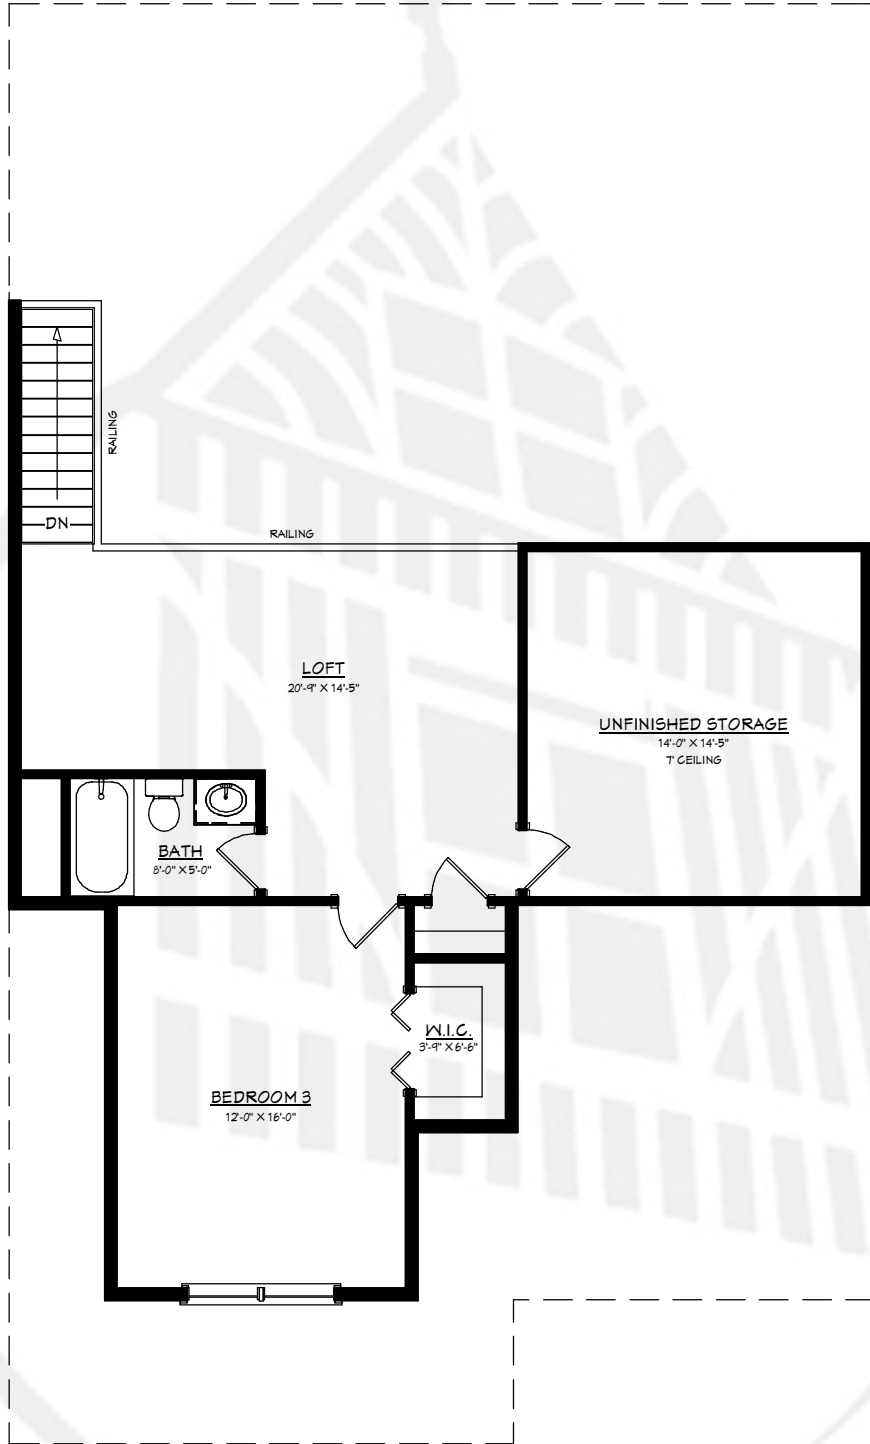 RAILING
DN
RAILING
LOFT
20'-9" X 14'-5"
UNFINISHED STORAGE
14'-0" X 14'-5"
7' CEILING
BATH
8'-0" X 5'-0"
W.I.C.
3'-9" X 6'-6"
BEDROOM 3
12'-0" X 16'-0"